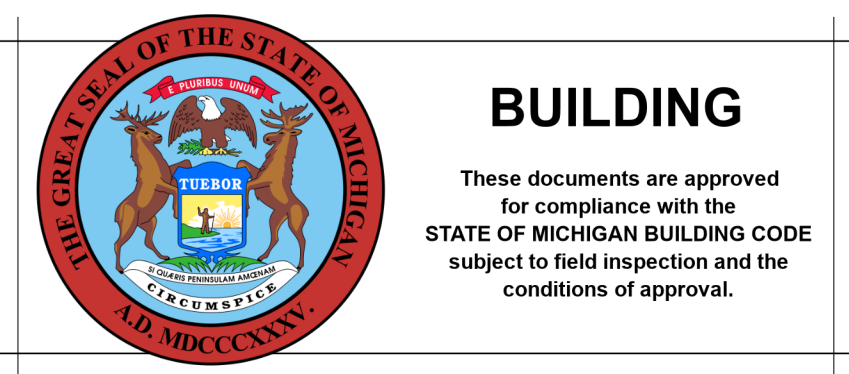 THE GREAT SEAL OF THE STATE OF MICHIGAN
E PLURIBUS UNUM
TUEBOR
SI QUÆRIS PENINSULAM AMŒNAM
CIRCUMSPICE
A.D. MDCCCXXXV.
BUILDING
These documents are approved
for compliance with the
STATE OF MICHIGAN BUILDING CODE
subject to field inspection and the
conditions of approval.